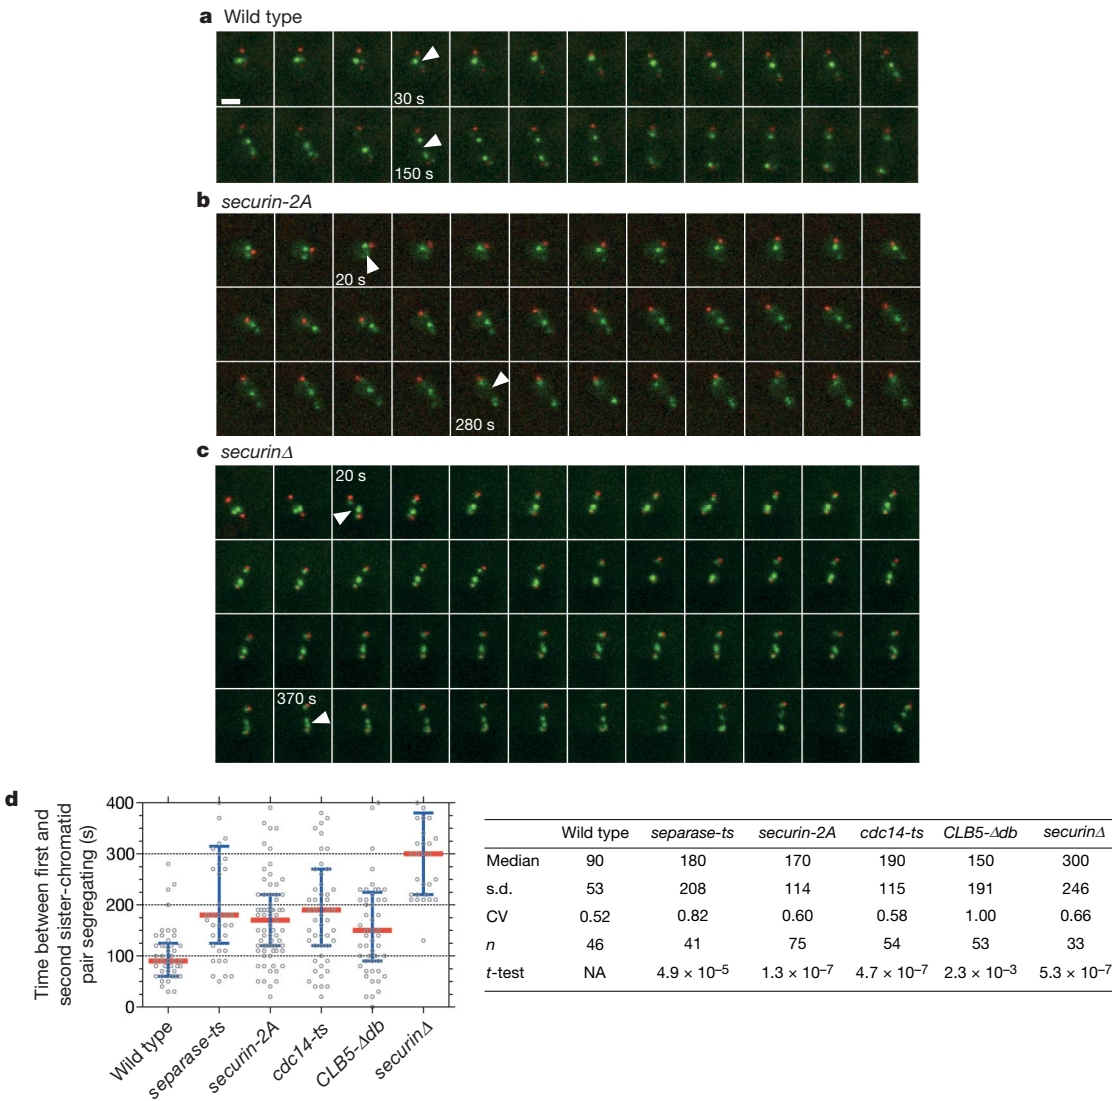 a Wild type
30 s
150 s
b securin-2A
20 s
280 s
c securinΔ
20 s
370 s
d
Time between first and
second sister-chromatid
pair segregating (s)
400
300
200
100
0
Wild type
separase-ts
securin-2A
cdc14-ts
CLB5-Δdb
securinΔ
Wild type separase-ts securin-2A cdc14-ts CLB5-Δdb securinΔ
Median 90 180 170 190 150 300
s.d. 53 208 114 115 191 246
CV 0.52 0.82 0.60 0.58 1.00 0.66
n 46 41 75 54 53 33
t-test NA 4.9 × 10⁻⁵ 1.3 × 10⁻⁷ 4.7 × 10⁻⁷ 2.3 × 10⁻³ 5.3 × 10⁻⁷